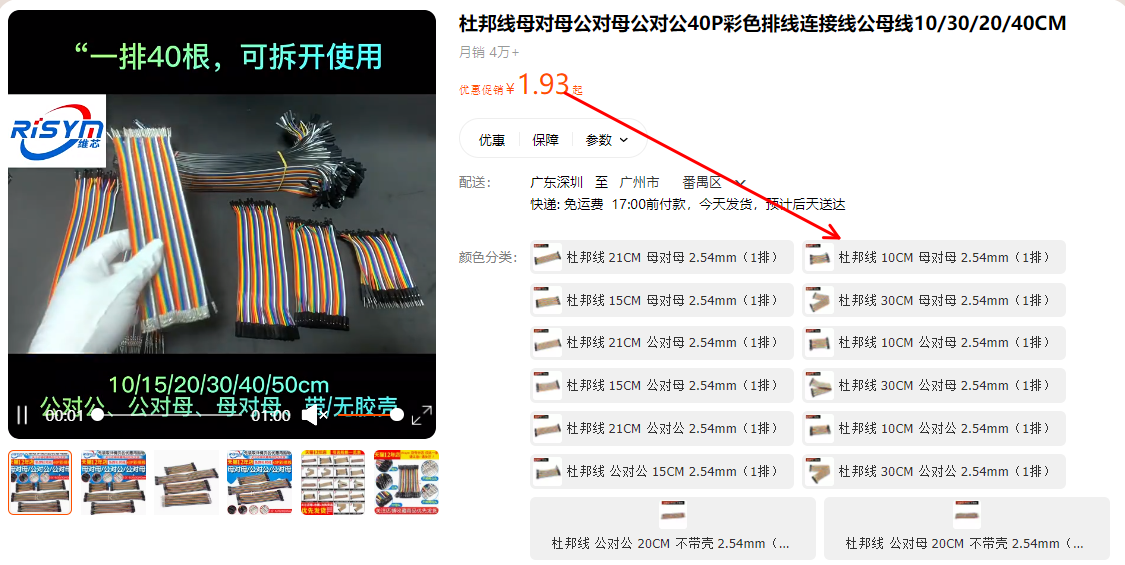 “一排40根，可拆开使用
RISYM
维芯
10/15/20/30/40/50cm
公对公、公对母、母对母、带/无胶壳
00:01
01:00
杜邦线母对母公对母公对公40P彩色排线连接线公母线10/30/20/40CM
月销 4万+
优惠促销¥1.93起
优惠 保障 参数
配送： 广东深圳 至 广州市 番禺区
快递: 免运费 17:00前付款，今天发货，预计后天送达
颜色分类：
杜邦线 21CM 母对母 2.54mm（1排）
杜邦线 10CM 母对母 2.54mm（1排）
杜邦线 15CM 母对母 2.54mm（1排）
杜邦线 30CM 母对母 2.54mm（1排）
杜邦线 21CM 公对母 2.54mm（1排）
杜邦线 10CM 公对母 2.54mm（1排）
杜邦线 15CM 公对母 2.54mm（1排）
杜邦线 30CM 公对母 2.54mm（1排）
杜邦线 21CM 公对公 2.54mm（1排）
杜邦线 10CM 公对公 2.54mm（1排）
杜邦线 公对公 15CM 2.54mm（1排）
杜邦线 30CM 公对公 2.54mm（1排）
杜邦线 公对公 20CM 不带壳 2.54mm（...
杜邦线 公对母 20CM 不带壳 2.54mm（...